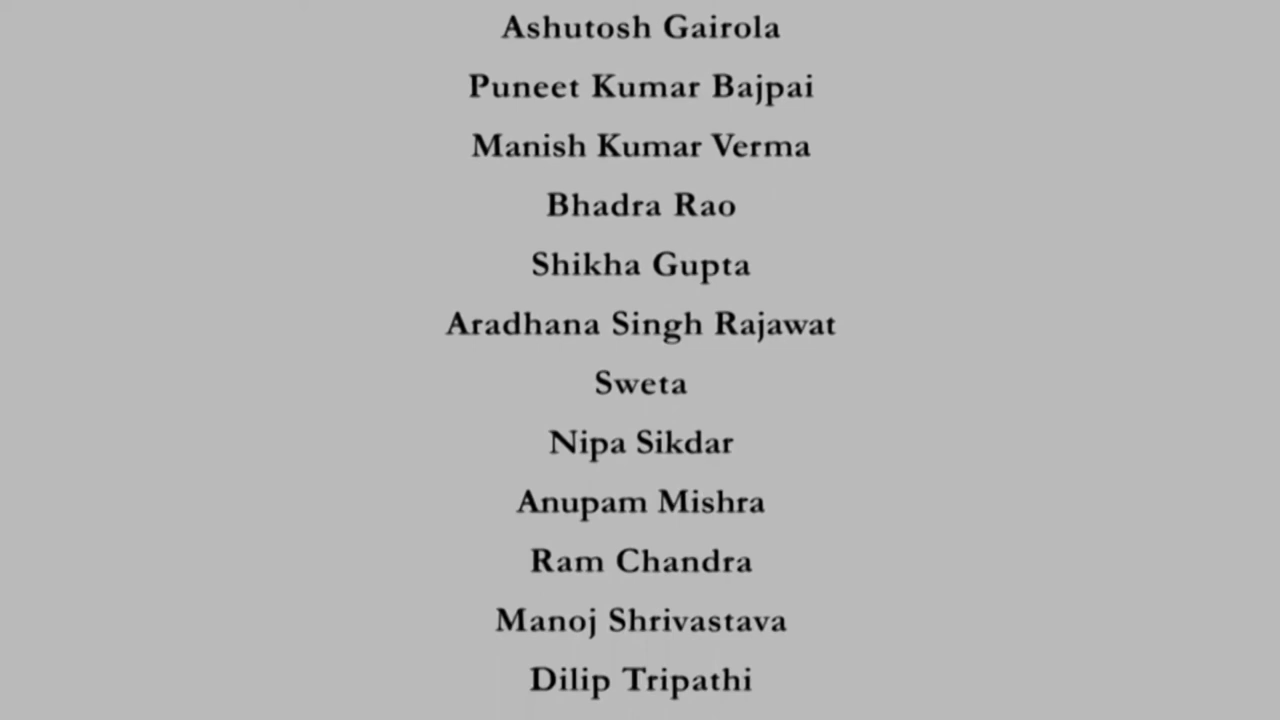 Ashutosh Gairola
Puneet Kumar Bajpai
Manish Kumar Verma
Bhadra Rao
Shikha Gupta
Aradhana Singh Rajawat
Sweta
Nipa Sikdar
Anupam Mishra
Ram Chandra
Manoj Shrivastava
Dilip Tripathi